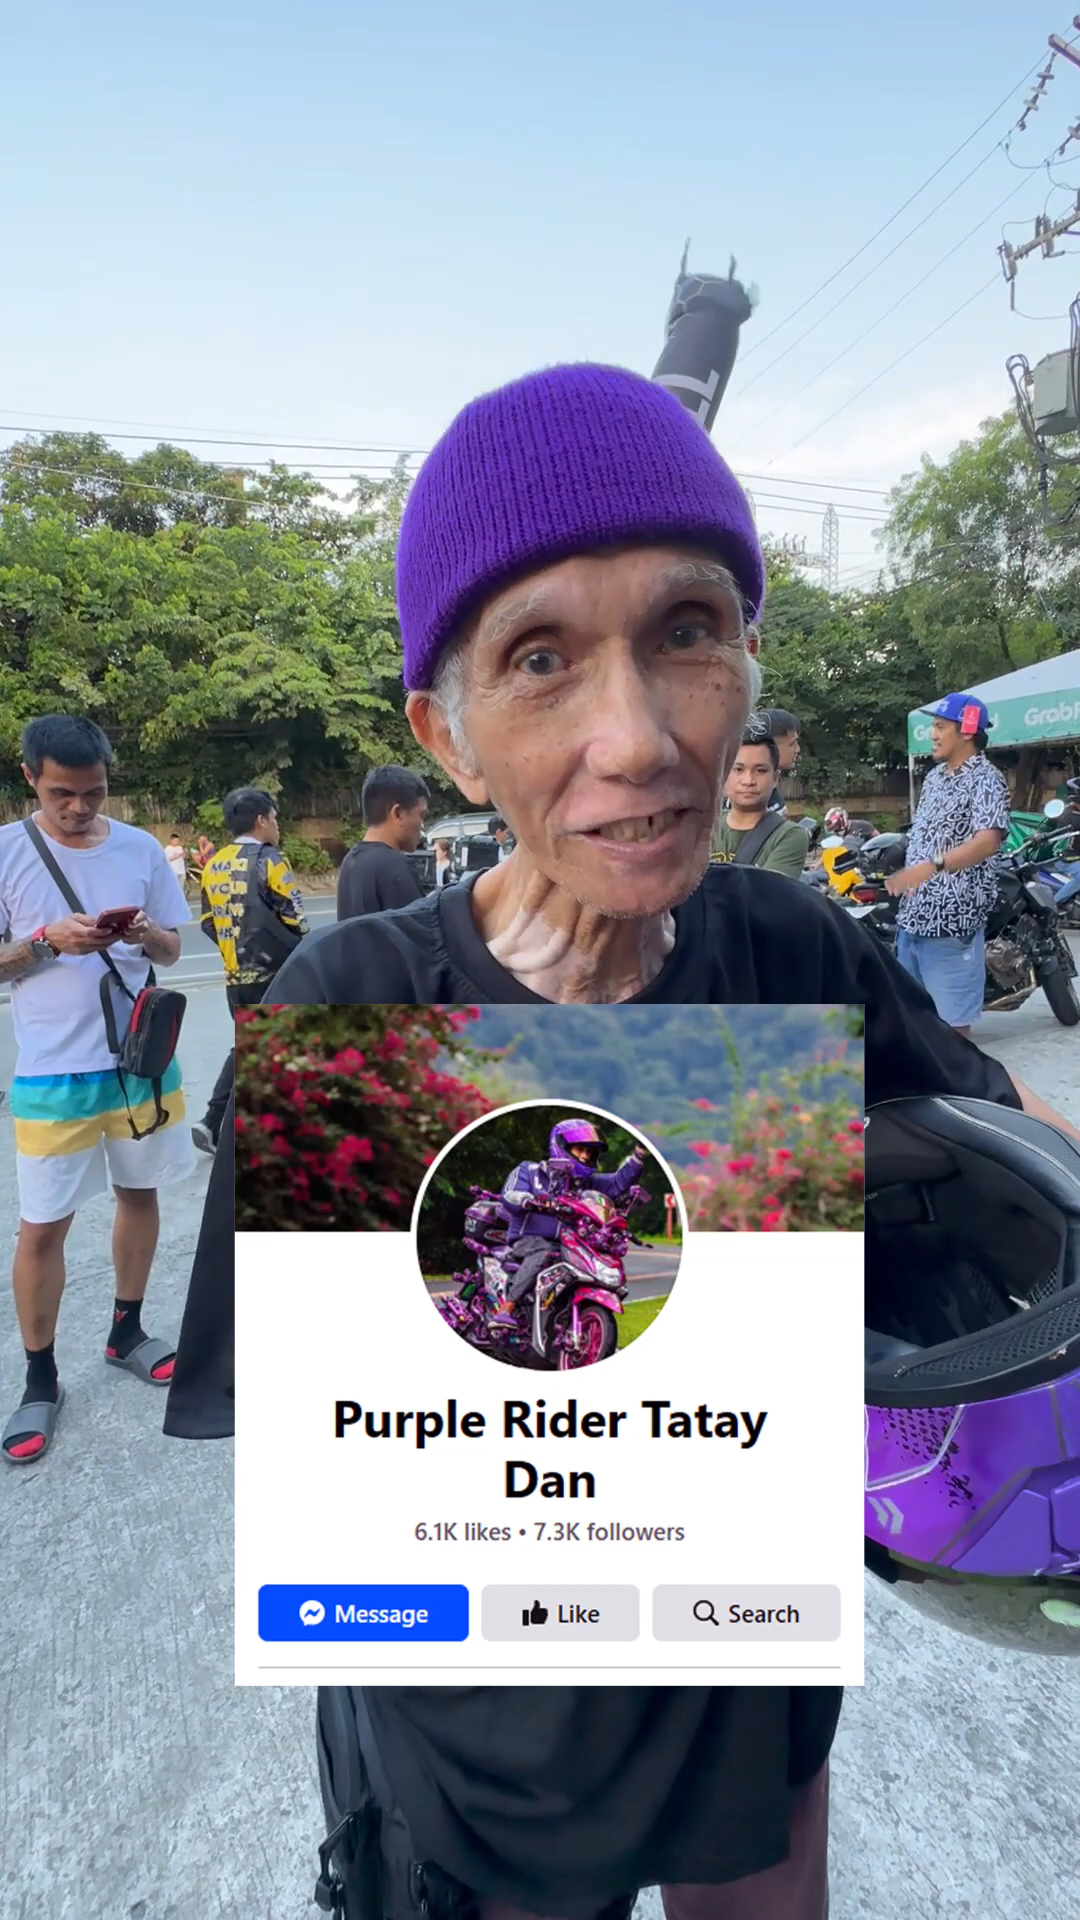 Grab
Purple Rider Tatay
Dan
6.1K likes • 7.3K followers
Message
Like
Search